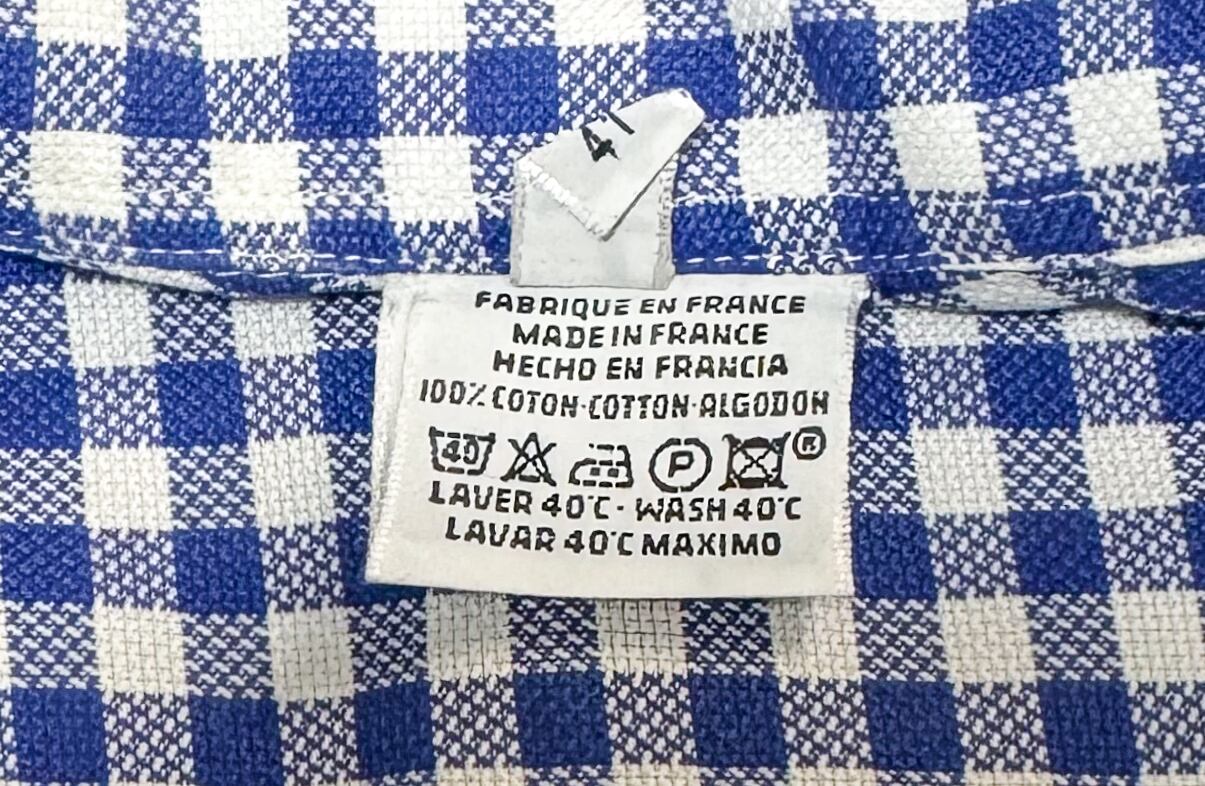 41
FABRIQUE EN FRANCE
MADE IN FRANCE
HECHO EN FRANCIA
100% COTON·COTTON·ALGODON
40 P ®
LAVER 40°C - WASH 40°C
LAVAR 40°C MAXIMO